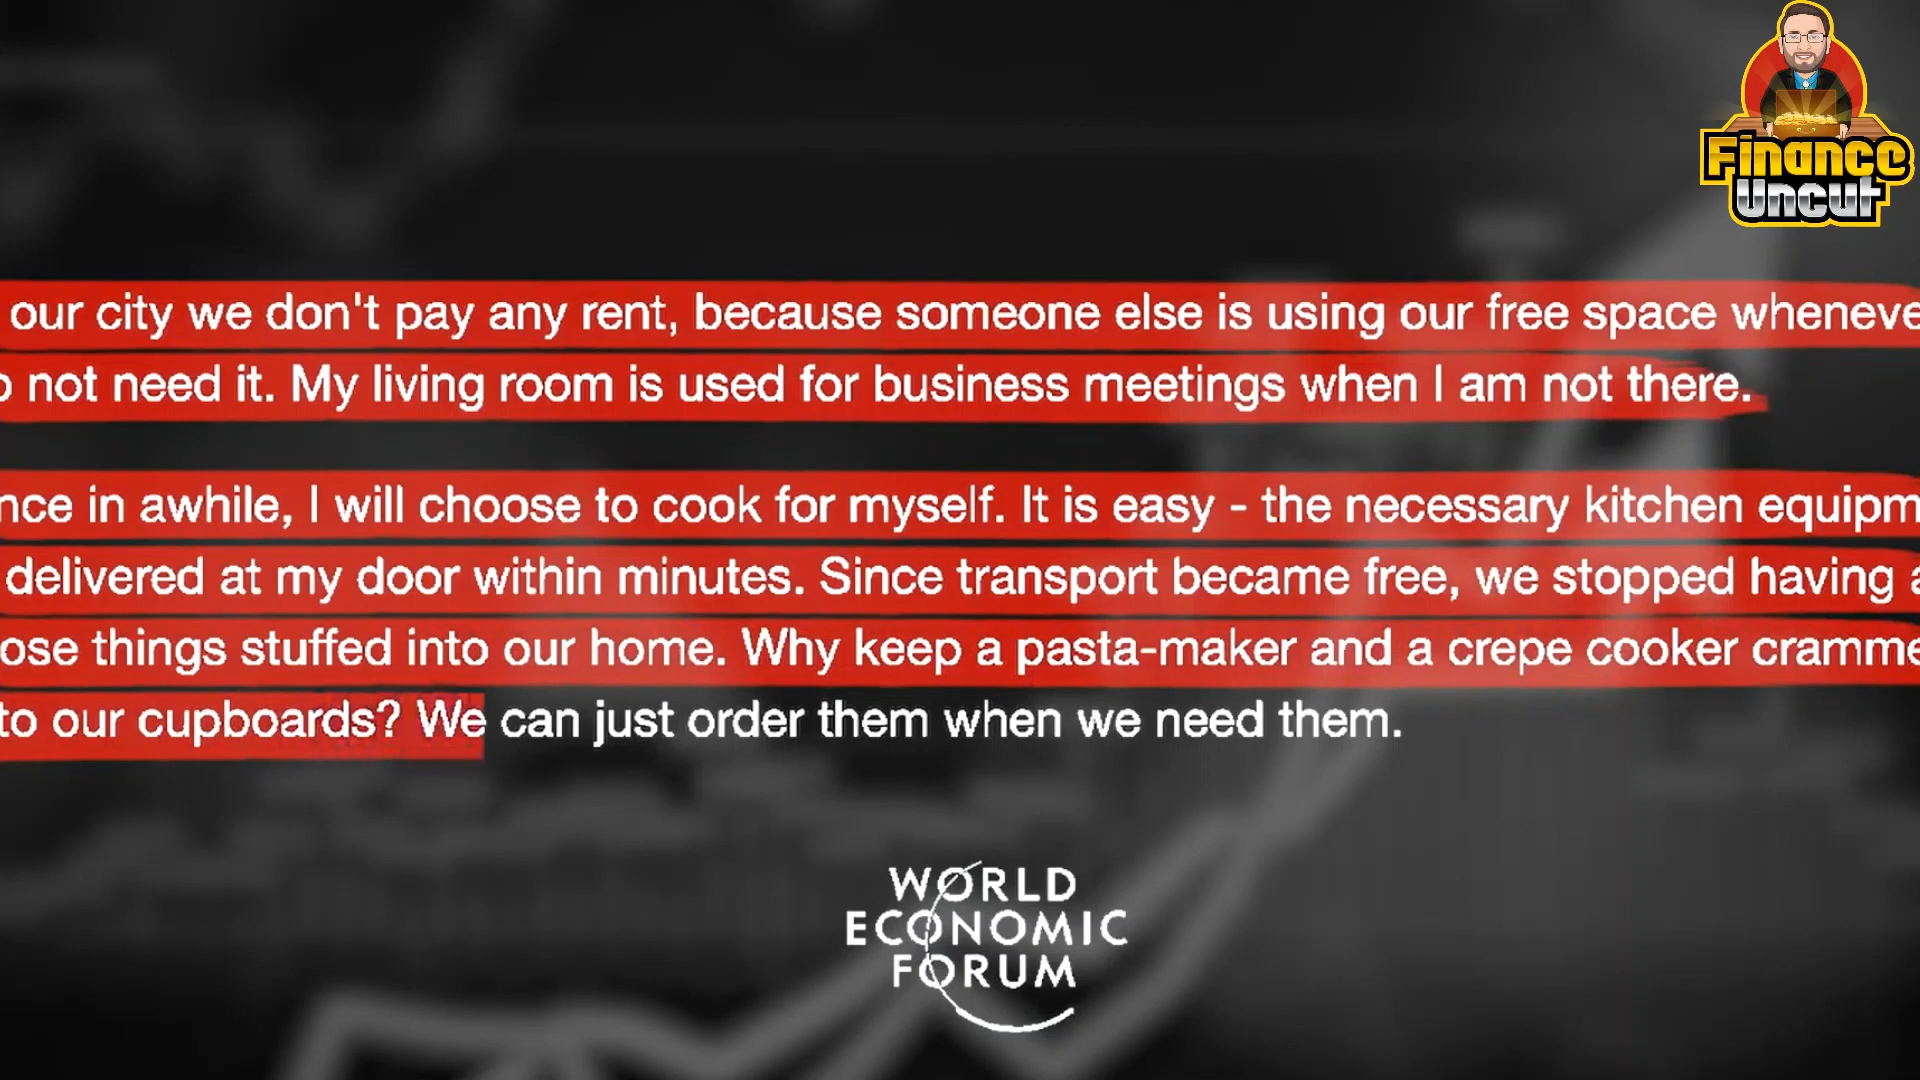 Finance
Uncut
our city we don't pay any rent, because someone else is using our free space wheneve
o not need it. My living room is used for business meetings when I am not there.
nce in awhile, I will choose to cook for myself. It is easy - the necessary kitchen equipm
delivered at my door within minutes. Since transport became free, we stopped having a
ose things stuffed into our home. Why keep a pasta-maker and a crepe cooker cramme
to our cupboards? We can just order them when we need them.
WORLD
ECONOMIC
FORUM